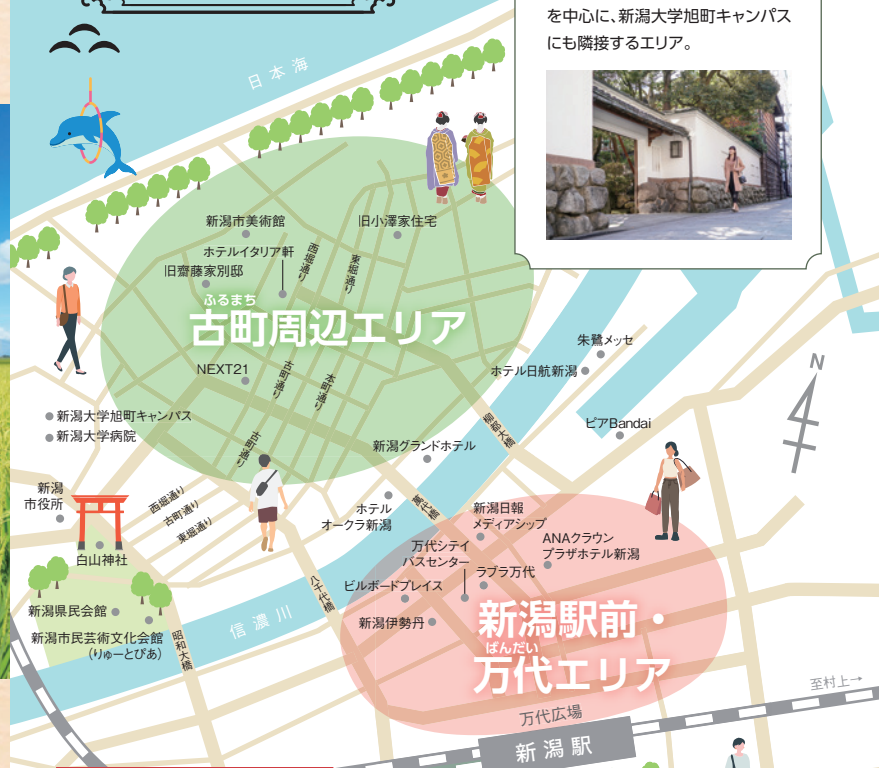 を中心に、新潟大学旭町キャンパス
にも隣接するエリア。
日本海
新潟市美術館
旧小澤家住宅
ホテルイタリア軒
西堀通り
東堀通り
旧齋藤家別邸
ふるまち
古町周辺エリア
朱鷺メッセ
NEXT21
古町通り
本町通り
ホテル日航新潟
N
新潟大学旭町キャンパス
新潟大学病院
柳都大橋
ピアBandai
古町通り
新潟グランドホテル
新潟
市役所
西堀通り
古町通り
東堀通り
ホテル
オークラ新潟
萬代橋
新潟日報
メディアシップ
白山神社
万代シテイ
バスセンター
ANAクラウン
プラザホテル新潟
ラブラ万代
八千代橋
ビルボードプレイス
新潟県民会館
信濃川
新潟伊勢丹
新潟駅前・
ばんだい
万代エリア
新潟市民芸術文化会館
(りゅーとぴあ)
昭和大橋
至村上→
万代広場
新潟駅